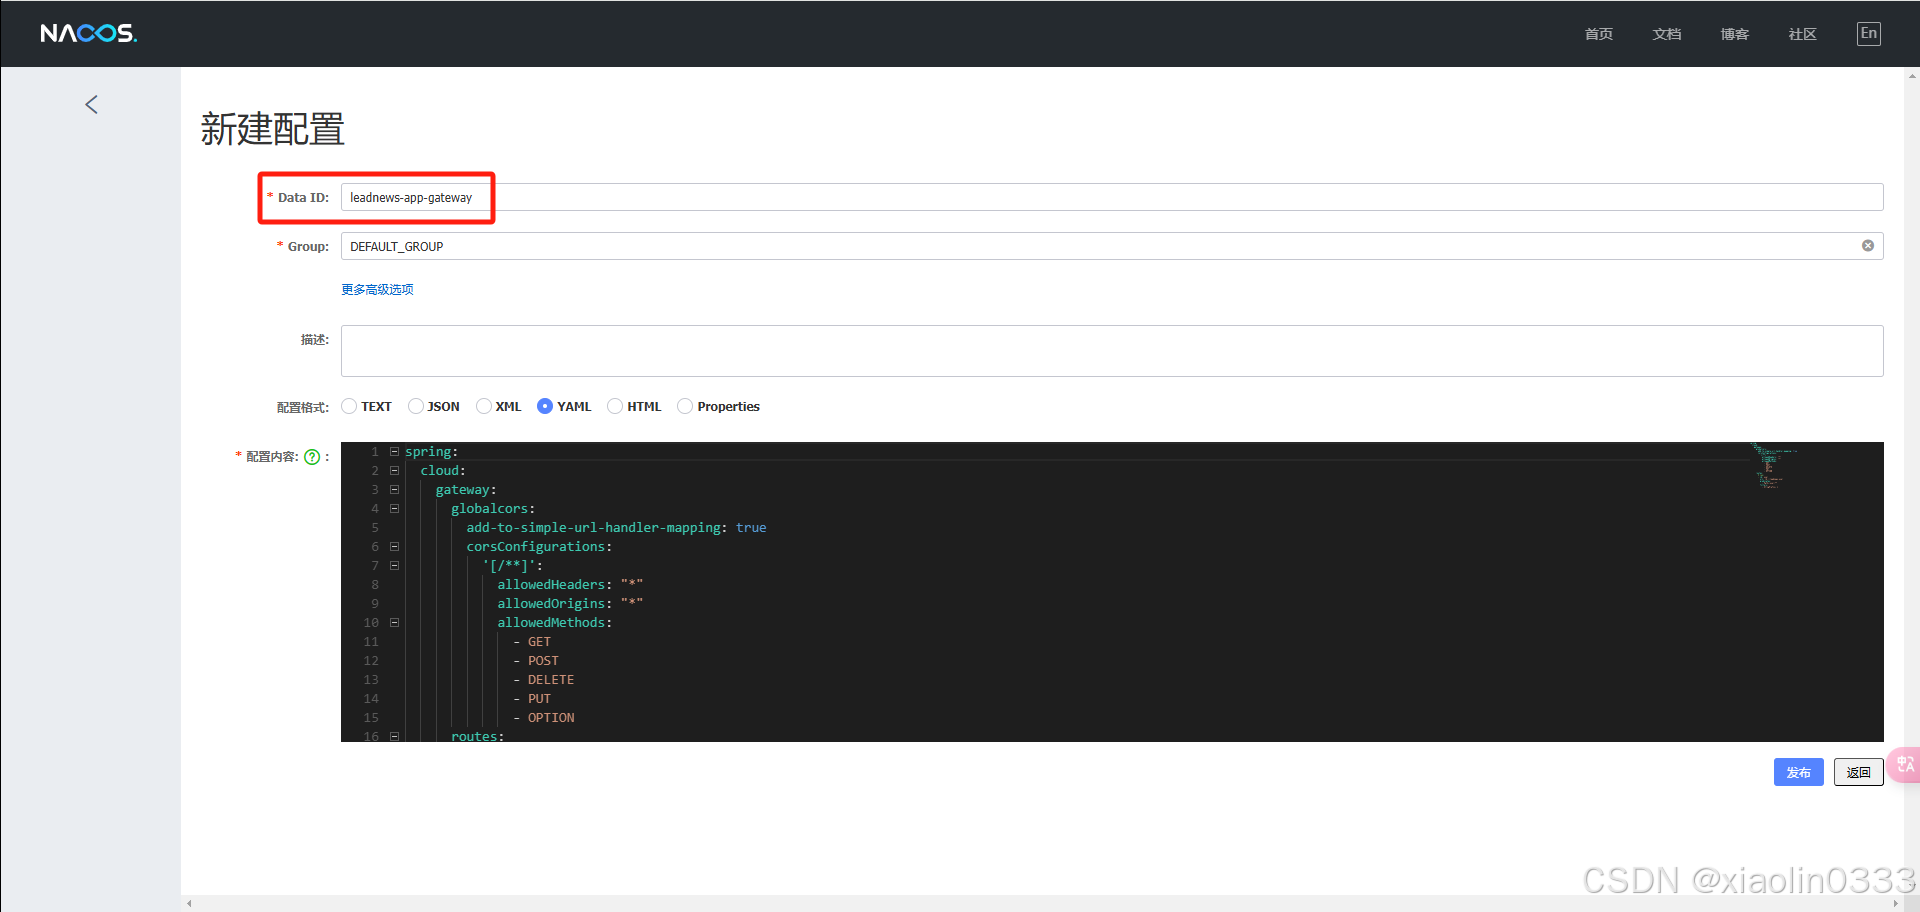 NACOS.
首页 文档 博客 社区 En
新建配置
* Data ID: leadnews-app-gateway
* Group: DEFAULT_GROUP
更多高级选项
描述:
配置格式: TEXT JSON XML YAML HTML Properties
* 配置内容: ? :
1 spring:
2 cloud:
3 gateway:
4 globalcors:
5 add-to-simple-url-handler-mapping: true
6 corsConfigurations:
7 '[/**]':
8 allowedHeaders: "*"
9 allowedOrigins: "*"
10 allowedMethods:
11 - GET
12 - POST
13 - DELETE
14 - PUT
15 - OPTION
16 routes:
发布 返回
中A
CSDN @xiaolin0333